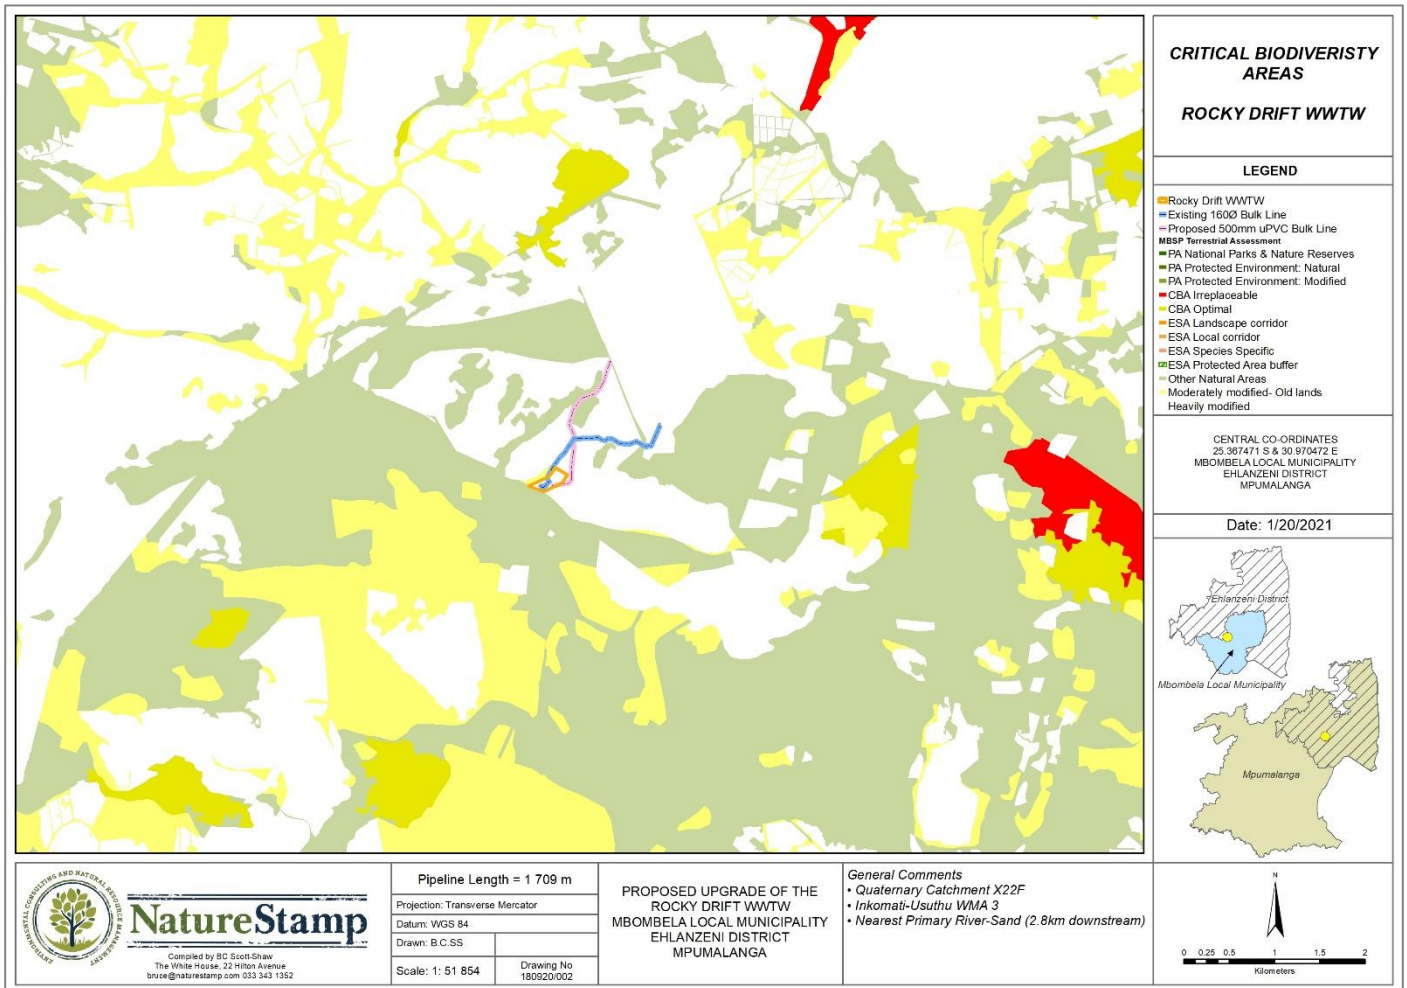 CRITICAL BIODIVERISTY
AREAS
ROCKY DRIFT WWTW
LEGEND
Rocky Drift WWTW
Existing 160Ø Bulk Line
Proposed 500mm uPVC Bulk Line
MBSP Terrestrial Assessment
PA National Parks & Nature Reserves
PA Protected Environment: Natural
PA Protected Environment: Modified
CBA Irreplaceable
CBA Optimal
ESA Landscape corridor
ESA Local corridor
ESA Species Specific
ESA Protected Area buffer
Other Natural Areas
Moderately modified- Old lands
Heavily modified
CENTRAL CO-ORDINATES
25.367471 S & 30.970472 E
MBOMBELA LOCAL MUNICIPALITY
EHLANZENI DISTRICT
MPUMALANGA
Date: 1/20/2021
Ehlanzeni District
Mbombela Local Municipality
Mpumalanga
N
0 0.25 0.5 1 1.5 2
Kilometers
ENVIRONMENTAL CONSULTING AND NATURAL RESOURCE MANAGEMENT
NatureStamp
Compiled by BC Scott-Shaw
The White House, 22 Hilton Avenue
bruce@naturestamp.com 033 343 1352
Pipeline Length = 1 709 m
Projection: Transverse Mercator
Datum: WGS 84
Drawn: B.C.SS
Scale: 1: 51 854
Drawing No
180920/002
PROPOSED UPGRADE OF THE
ROCKY DRIFT WWTW
MBOMBELA LOCAL MUNICIPALITY
EHLANZENI DISTRICT
MPUMALANGA
General Comments
• Quaternary Catchment X22F
• Inkomati-Usuthu WMA 3
• Nearest Primary River-Sand (2.8km downstream)